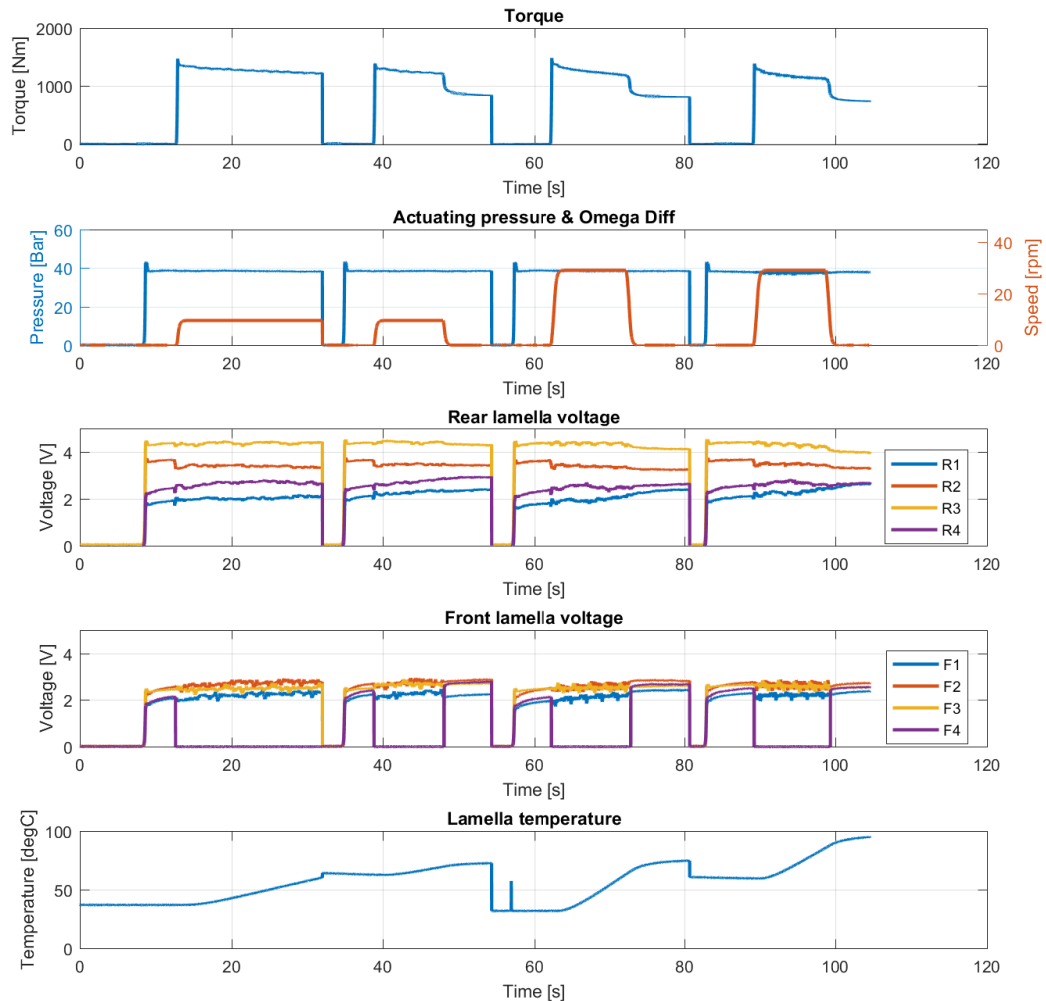 Torque
Torque [Nm]
2000
1000
0
0 20 40 60 80 100 120
Time [s]
Actuating pressure & Omega Diff
Pressure [Bar]
60
40
20
0
Speed [rpm]
40
20
0
0 20 40 60 80 100 120
Time [s]
Rear lamella voltage
Voltage [V]
4
2
0
R1
R2
R3
R4
0 20 40 60 80 100 120
Time [s]
Front lamella voltage
Voltage [V]
4
2
0
F1
F2
F3
F4
0 20 40 60 80 100 120
Time [s]
Lamella temperature
Temperature [degC]
100
50
0
0 20 40 60 80 100 120
Time [s]